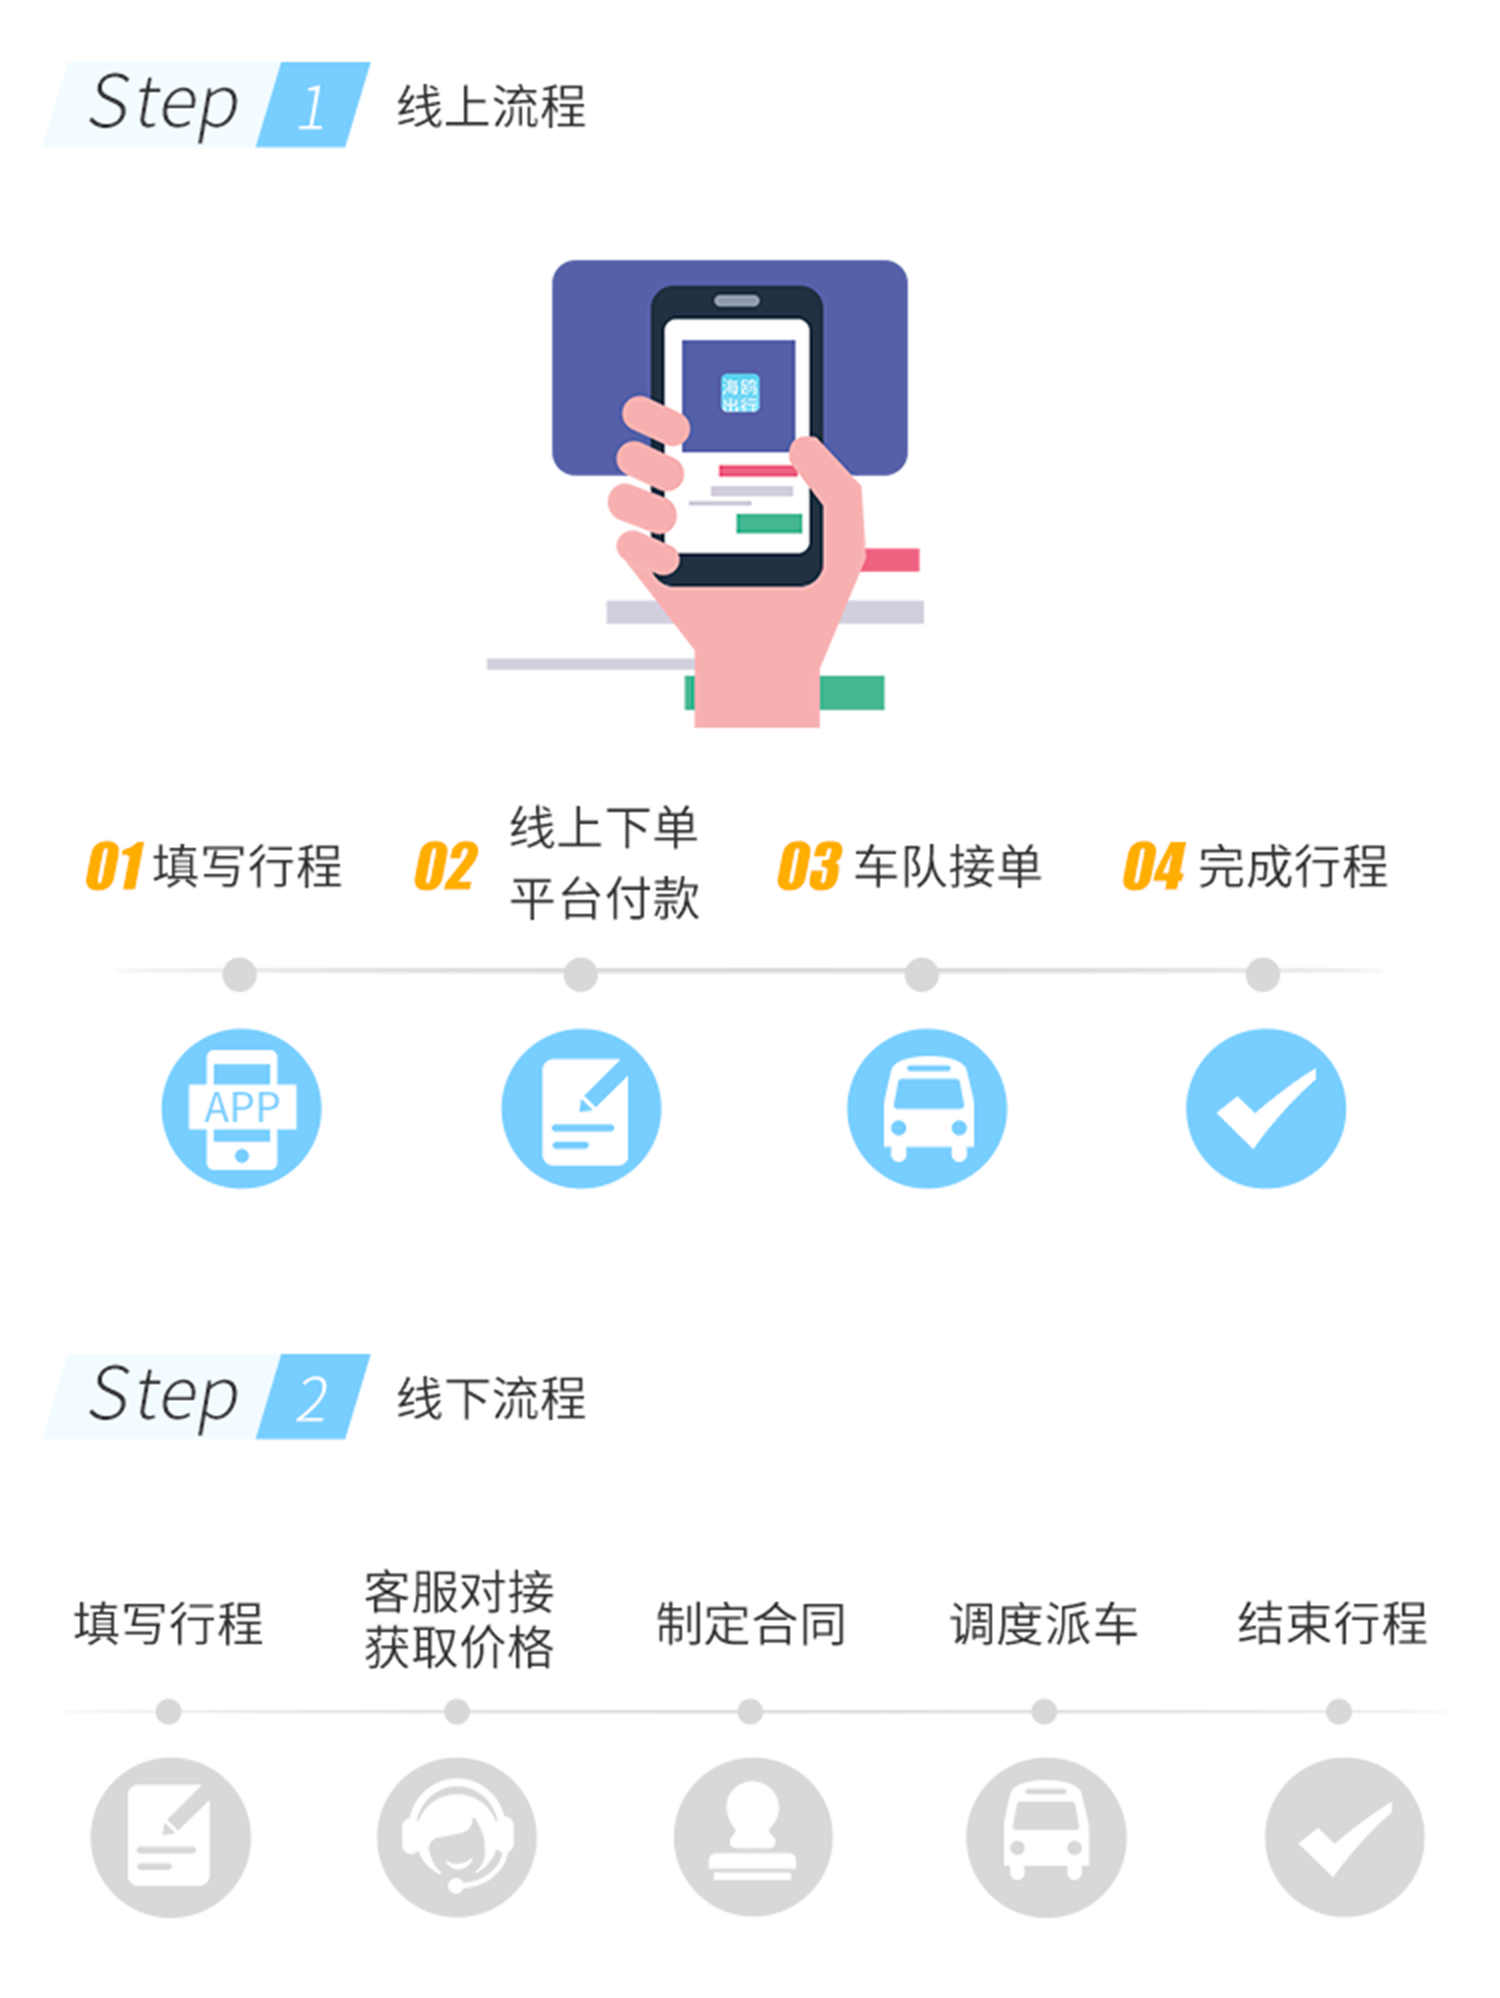 Step 1 线上流程
海鸥
出行
01 填写行程
02 线上下单
平台付款
03 车队接单
04 完成行程
APP
Step 2 线下流程
填写行程
客服对接
获取价格
制定合同
调度派车
结束行程